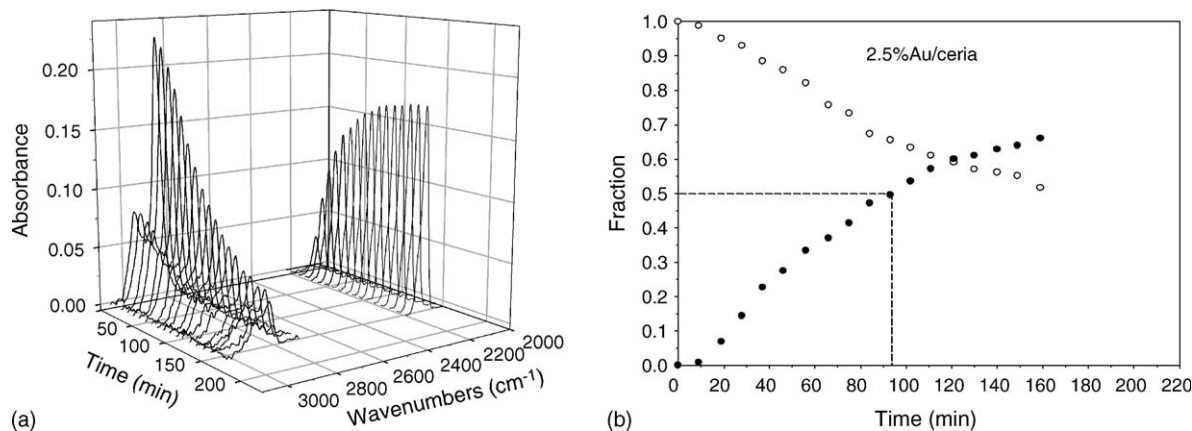 0.20
0.15
0.10
0.05
0.00
Absorbance
50
100
150
200
Time (min)
3000
2800
2600
2400
2200
2000
Wavenumbers (cm⁻¹)
(a)
1.0
0.9
0.8
0.7
0.6
0.5
0.4
0.3
0.2
0.1
0.0
Fraction
2.5%Au/ceria
0 20 40 60 80 100 120 140 160 180 200 220
Time (min)
(b)